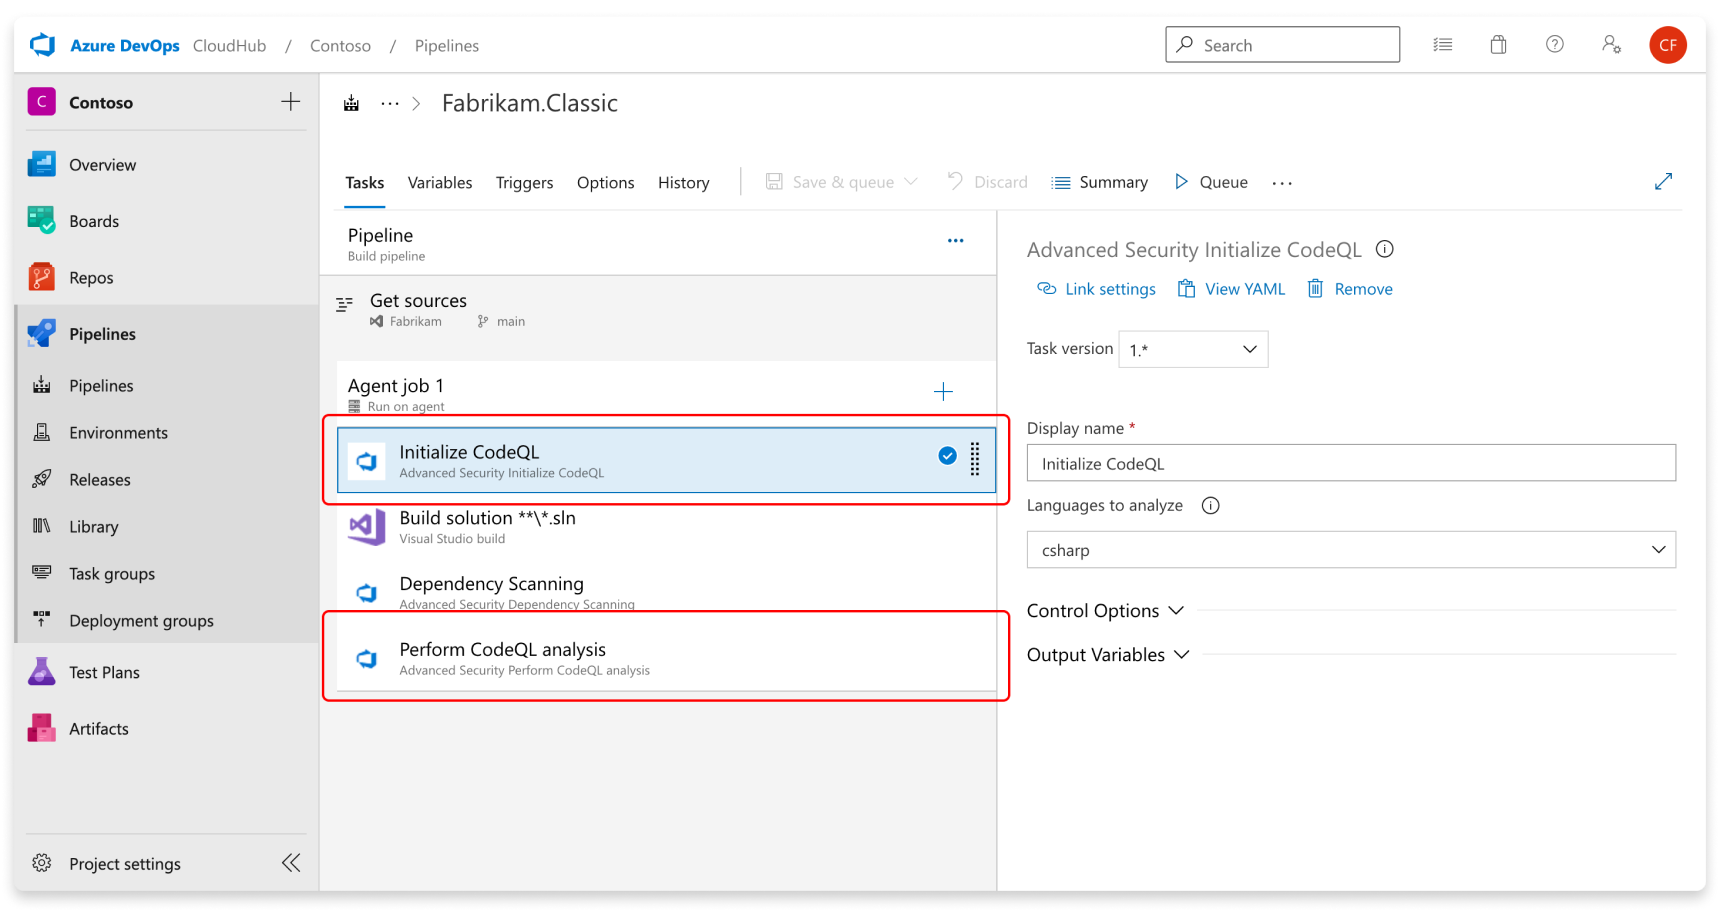 Azure DevOps CloudHub / Contoso / Pipelines
Search
CF
C Contoso
Overview
Boards
Repos
Pipelines
Pipelines
Environments
Releases
Library
Task groups
Deployment groups
Test Plans
Artifacts
Project settings
··· > Fabrikam.Classic
Tasks Variables Triggers Options History Save & queue Discard Summary Queue ···
Pipeline
Build pipeline
Get sources
Fabrikam main
Agent job 1
Run on agent
Initialize CodeQL
Advanced Security Initialize CodeQL
Build solution **\*.sln
Visual Studio build
Dependency Scanning
Advanced Security Dependency Scanning
Perform CodeQL analysis
Advanced Security Perform CodeQL analysis
Advanced Security Initialize CodeQL
Link settings View YAML Remove
Task version 1.*
Display name *
Initialize CodeQL
Languages to analyze
csharp
Control Options
Output Variables